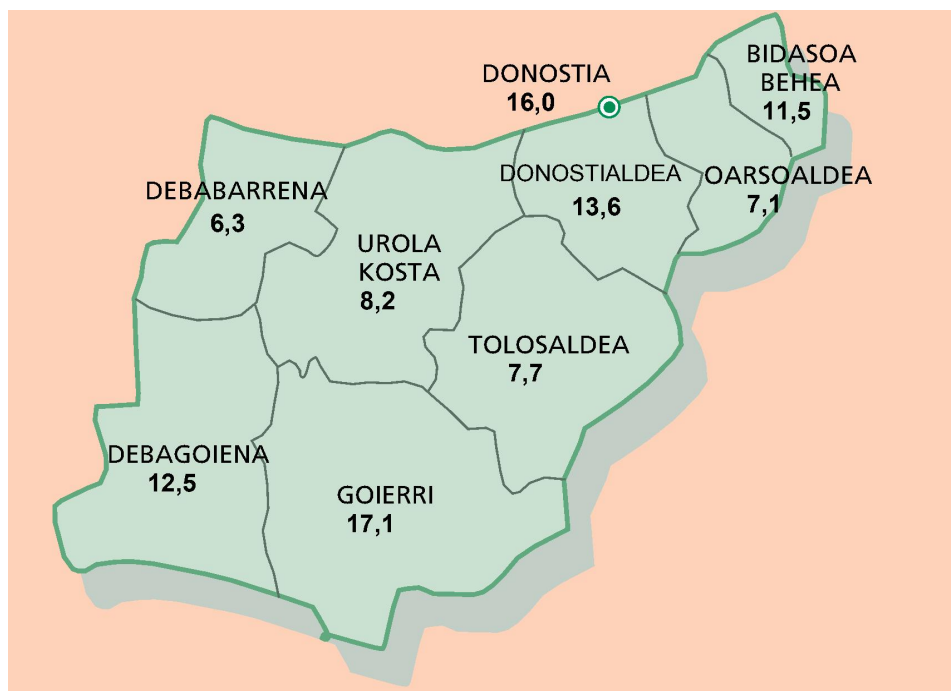 BIDASOA
BEHEA
11,5
DONOSTIA
16,0
DONOSTIALDEA
13,6
OARSOALDEA
7,1
DEBABARRENA
6,3
UROLA
KOSTA
8,2
TOLOSALDEA
7,7
DEBAGOIENA
12,5
GOIERRI
17,1